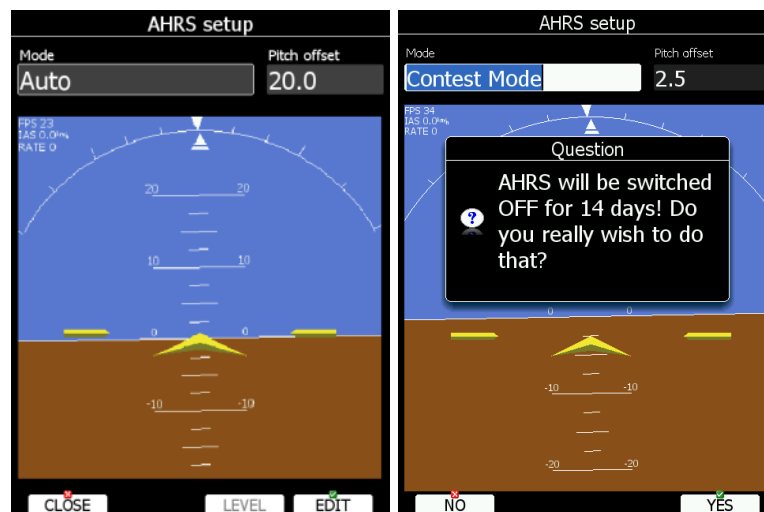 AHRS setup
Mode
Pitch offset
Auto
20.0
FPS 23
IAS 0.0km/h
RATE 0
20 20
10 10
0 0
-10 -10
CLOSE
LEVEL
EDIT
AHRS setup
Mode
Pitch offset
Contest Mode
2.5
FPS 34
IAS 0.0km/h
RATE 0
Question
AHRS will be switched
OFF for 14 days! Do
you really wish to do
that?
0 0
-10 -10
-20 -20
NO
YES